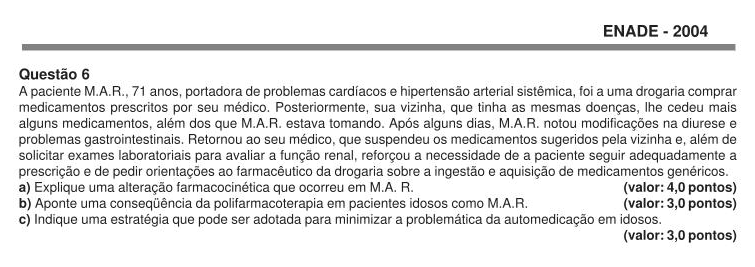 ENADE - 2004
Questão 6
A paciente M.A.R., 71 anos, portadora de problemas cardíacos e hipertensão arterial sistêmica, foi a uma drogaria comprar
medicamentos prescritos por seu médico. Posteriormente, sua vizinha, que tinha as mesmas doenças, lhe cedeu mais
alguns medicamentos, além dos que M.A.R. estava tomando. Após alguns dias, M.A.R. notou modificações na diurese e
problemas gastrointestinais. Retornou ao seu médico, que suspendeu os medicamentos sugeridos pela vizinha e, além de
solicitar exames laboratoriais para avaliar a função renal, reforçou a necessidade de a paciente seguir adequadamente a
prescrição e de pedir orientações ao farmacêutico da drogaria sobre a ingestão e aquisição de medicamentos genéricos.
a) Explique uma alteração farmacocinética que ocorreu em M.A. R. (valor: 4,0 pontos)
b) Aponte uma conseqüência da polifarmacoterapia em pacientes idosos como M.A.R. (valor: 3,0 pontos)
c) Indique uma estratégia que pode ser adotada para minimizar a problemática da automedicação em idosos.
(valor: 3,0 pontos)